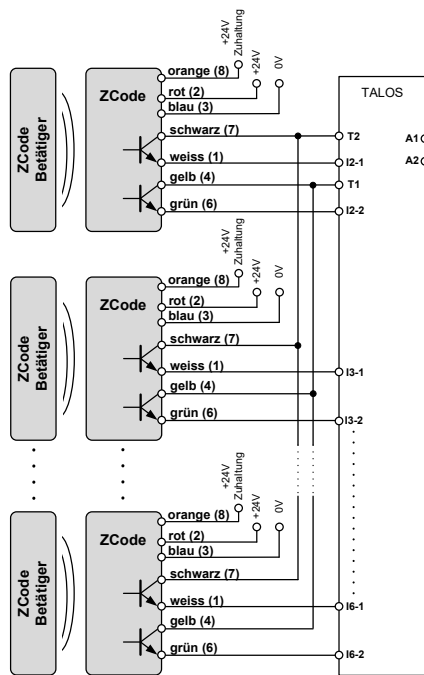 +24V
Zuhaltung
+24V
0V
orange (8)
rot (2)
blau (3)
ZCode
ZCode
Betätiger
schwarz (7)
weiss (1)
gelb (4)
grün (6)
TALOS
T2
I2-1
T1
I2-2
A1
A2
+24V
Zuhaltung
+24V
0V
orange (8)
rot (2)
blau (3)
ZCode
ZCode
Betätiger
schwarz (7)
weiss (1)
gelb (4)
grün (6)
I3-1
I3-2
+24V
Zuhaltung
+24V
0V
orange (8)
rot (2)
blau (3)
ZCode
ZCode
Betätiger
schwarz (7)
weiss (1)
gelb (4)
grün (6)
I6-1
I6-2